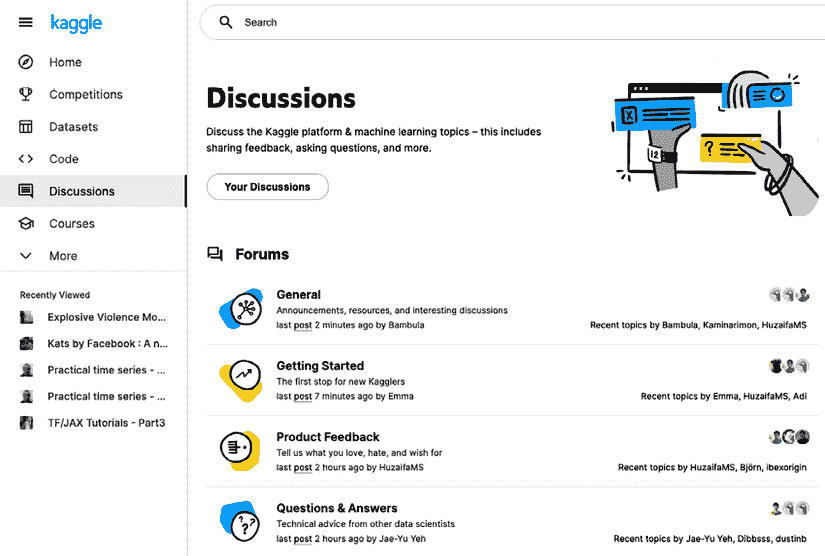 kaggle
Search
Home
Competitions
Datasets
Code
Discussions
Courses
More
Recently Viewed
Explosive Violence Mo...
Kats by Facebook : A n...
Practical time series - ...
Practical time series - ...
TF/JAX Tutorials - Part3
Discussions
Discuss the Kaggle platform & machine learning topics – this includes
sharing feedback, asking questions, and more.
Your Discussions
X
?
12
Forums
General
Announcements, resources, and interesting discussions
last post 2 minutes ago by Bambula
Recent topics by Bambula, Kaminarimon, HuzaifaMS
Getting Started
The first stop for new Kagglers
last post 7 minutes ago by Emma
Recent topics by Emma, HuzaifaMS, Adi
Product Feedback
Tell us what you love, hate, and wish for
last post 2 hours ago by HuzaifaMS
Recent topics by HuzaifaMS, Björn, ibexorigin
???
Questions & Answers
Technical advice from other data scientists
last post 2 hours ago by Jae-Yu Yeh
Recent topics by Jae-Yu Yeh, Dibbsss, dustinb